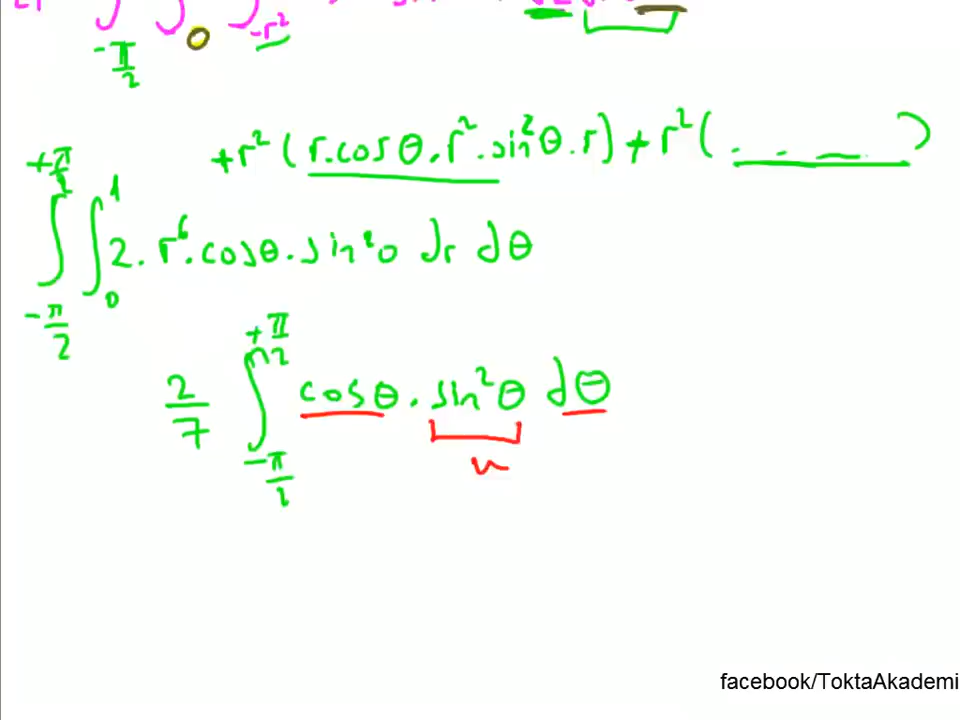 -π/2 0 -r²
+r²(r.cosθ.r².sin²θ.r)+r²(. . _)
∫_{-π/2}^{+π/2} ∫_0^1 2.r⁶.cosθ.sin²θ dr dθ
2/7 ∫_{-π/2}^{+π/2} cosθ.sin²θ dθ
u
facebook/ToktaAkademi